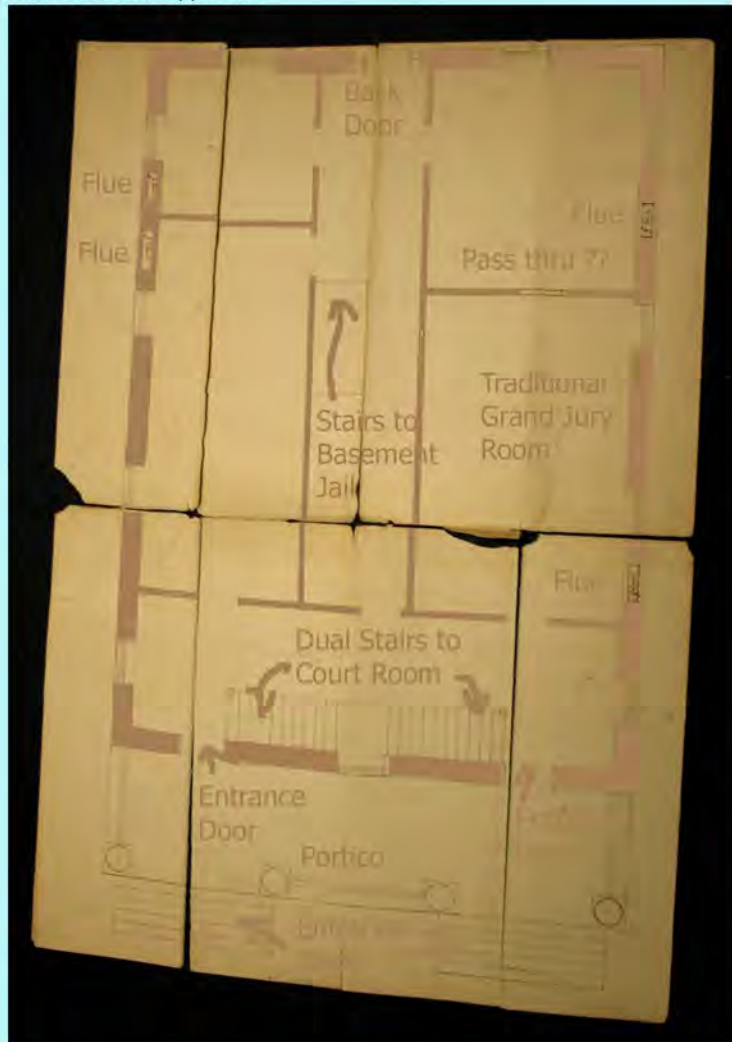 Back
Door
Flue
Flue
Flue
Pass thru ??
Traditional
Grand Jury
Room
Stairs to
Basement
Jail
Flue
Dual Stairs to
Court Room
Entrance
Door
Portico
Entrance